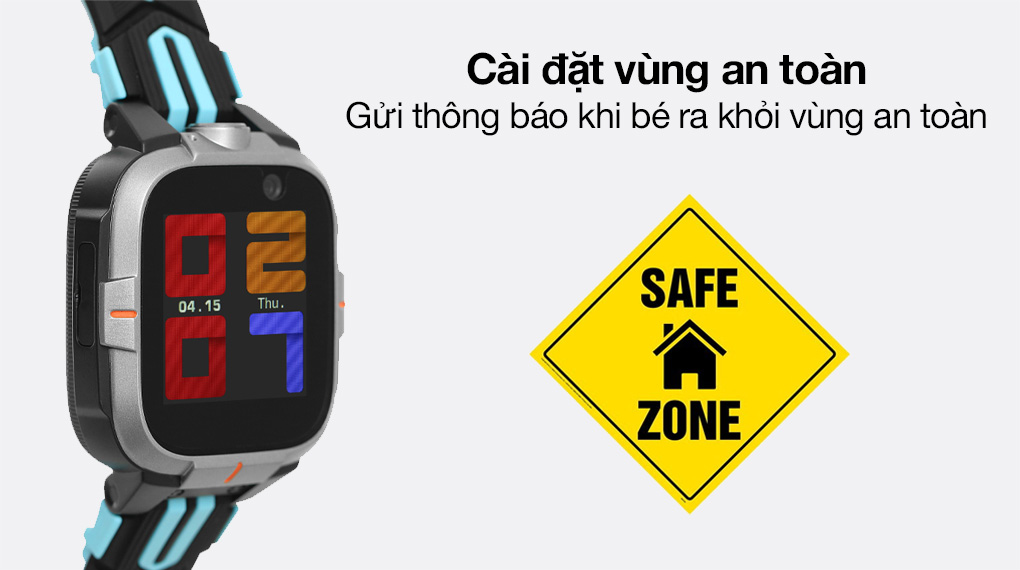 Cài đặt vùng an toàn
Gửi thông báo khi bé ra khỏi vùng an toàn
02
04.15 Thu.
07
SAFE
ZONE